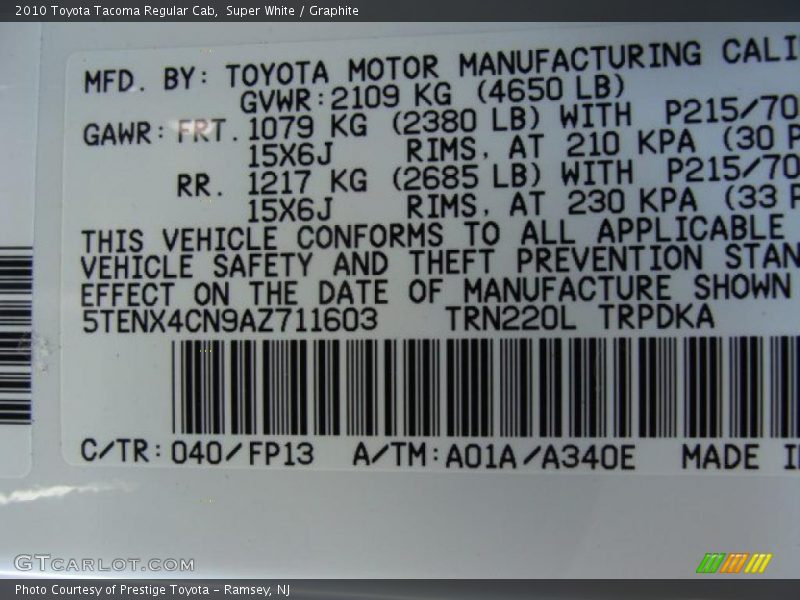 2010 Toyota Tacoma Regular Cab, Super White / Graphite
MFD. BY: TOYOTA MOTOR MANUFACTURING CALI
GVWR:2109 KG (4650 LB)
GAWR: FRT. 1079 KG (2380 LB) WITH P215/70
15X6J RIMS, AT 210 KPA (30 P
RR. 1217 KG (2685 LB) WITH P215/70
15X6J RIMS, AT 230 KPA (33 P
THIS VEHICLE CONFORMS TO ALL APPLICABLE
VEHICLE SAFETY AND THEFT PREVENTION STAN
EFFECT ON THE DATE OF MANUFACTURE SHOWN
5TENX4CN9AZ711603 TRN220L TRPDKA
C/TR: 040/FP13 A/TM: A01A/A340E MADE I
GTCARLOT.COM
Photo Courtesy of Prestige Toyota - Ramsey, NJ